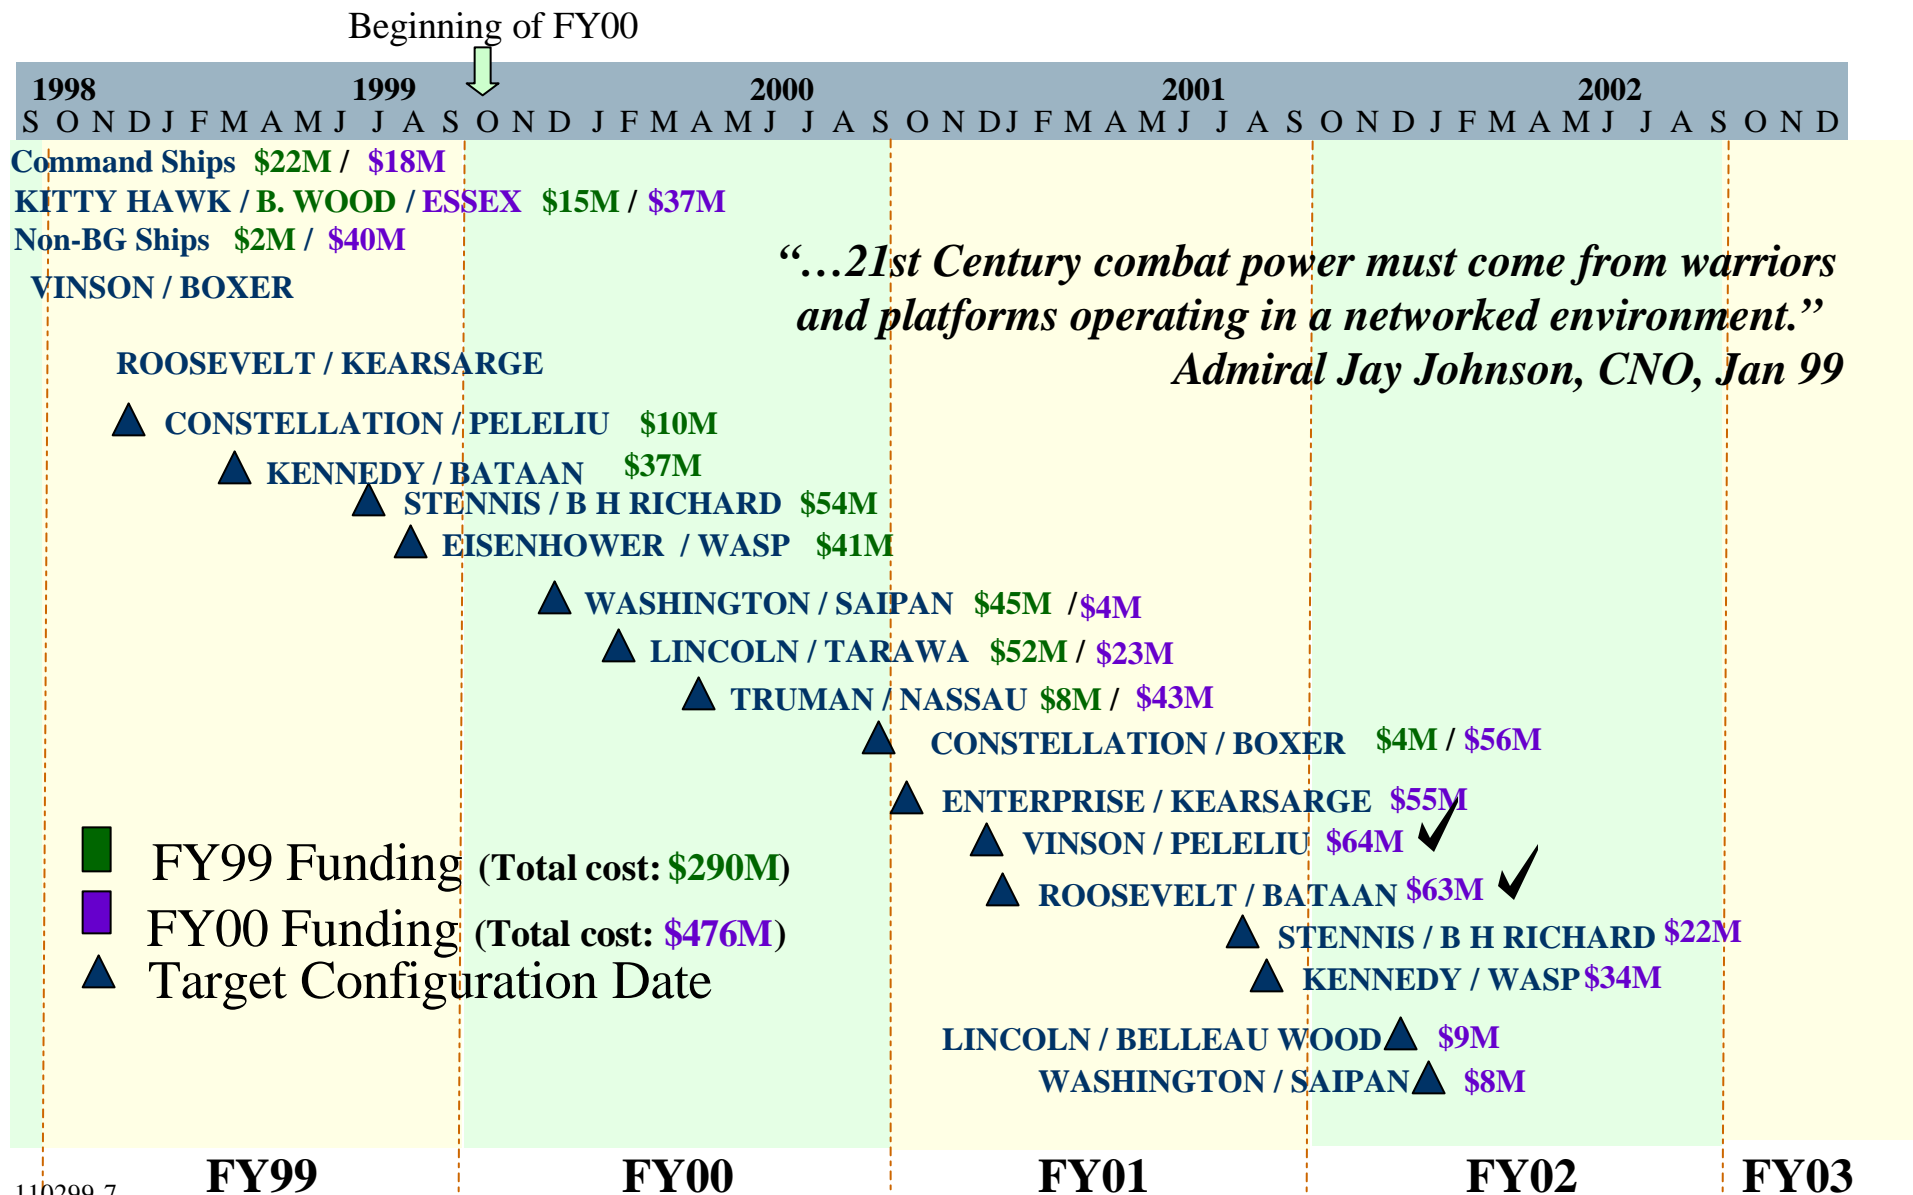 Beginning of FY00
1998 1999 2000 2001 2002
S O N D J F M A M J J A S O N D J F M A M J J A S O N D J F M A M J J A S O N D J F M A M J J A S O N D
Command Ships $22M / $18M
KITTY HAWK / B. WOOD / ESSEX $15M / $37M
Non-BG Ships $2M / $40M
VINSON / BOXER
“…21st Century combat power must come from warriors
and platforms operating in a networked environment.”
Admiral Jay Johnson, CNO, Jan 99
ROOSEVELT / KEARSARGE
CONSTELLATION / PELELIU $10M
KENNEDY / BATAAN $37M
STENNIS / B H RICHARD $54M
EISENHOWER / WASP $41M
WASHINGTON / SAIPAN $45M / $4M
LINCOLN / TARAWA $52M / $23M
TRUMAN / NASSAU $8M / $43M
CONSTELLATION / BOXER $4M / $56M
ENTERPRISE / KEARSARGE $55M
VINSON / PELELIU $64M
ROOSEVELT / BATAAN $63M
STENNIS / B H RICHARD $22M
KENNEDY / WASP $34M
LINCOLN / BELLEAU WOOD $9M
WASHINGTON / SAIPAN $8M
FY99 Funding (Total cost: $290M)
FY00 Funding (Total cost: $476M)
Target Configuration Date
FY99 FY00 FY01 FY02 FY03
110299-7